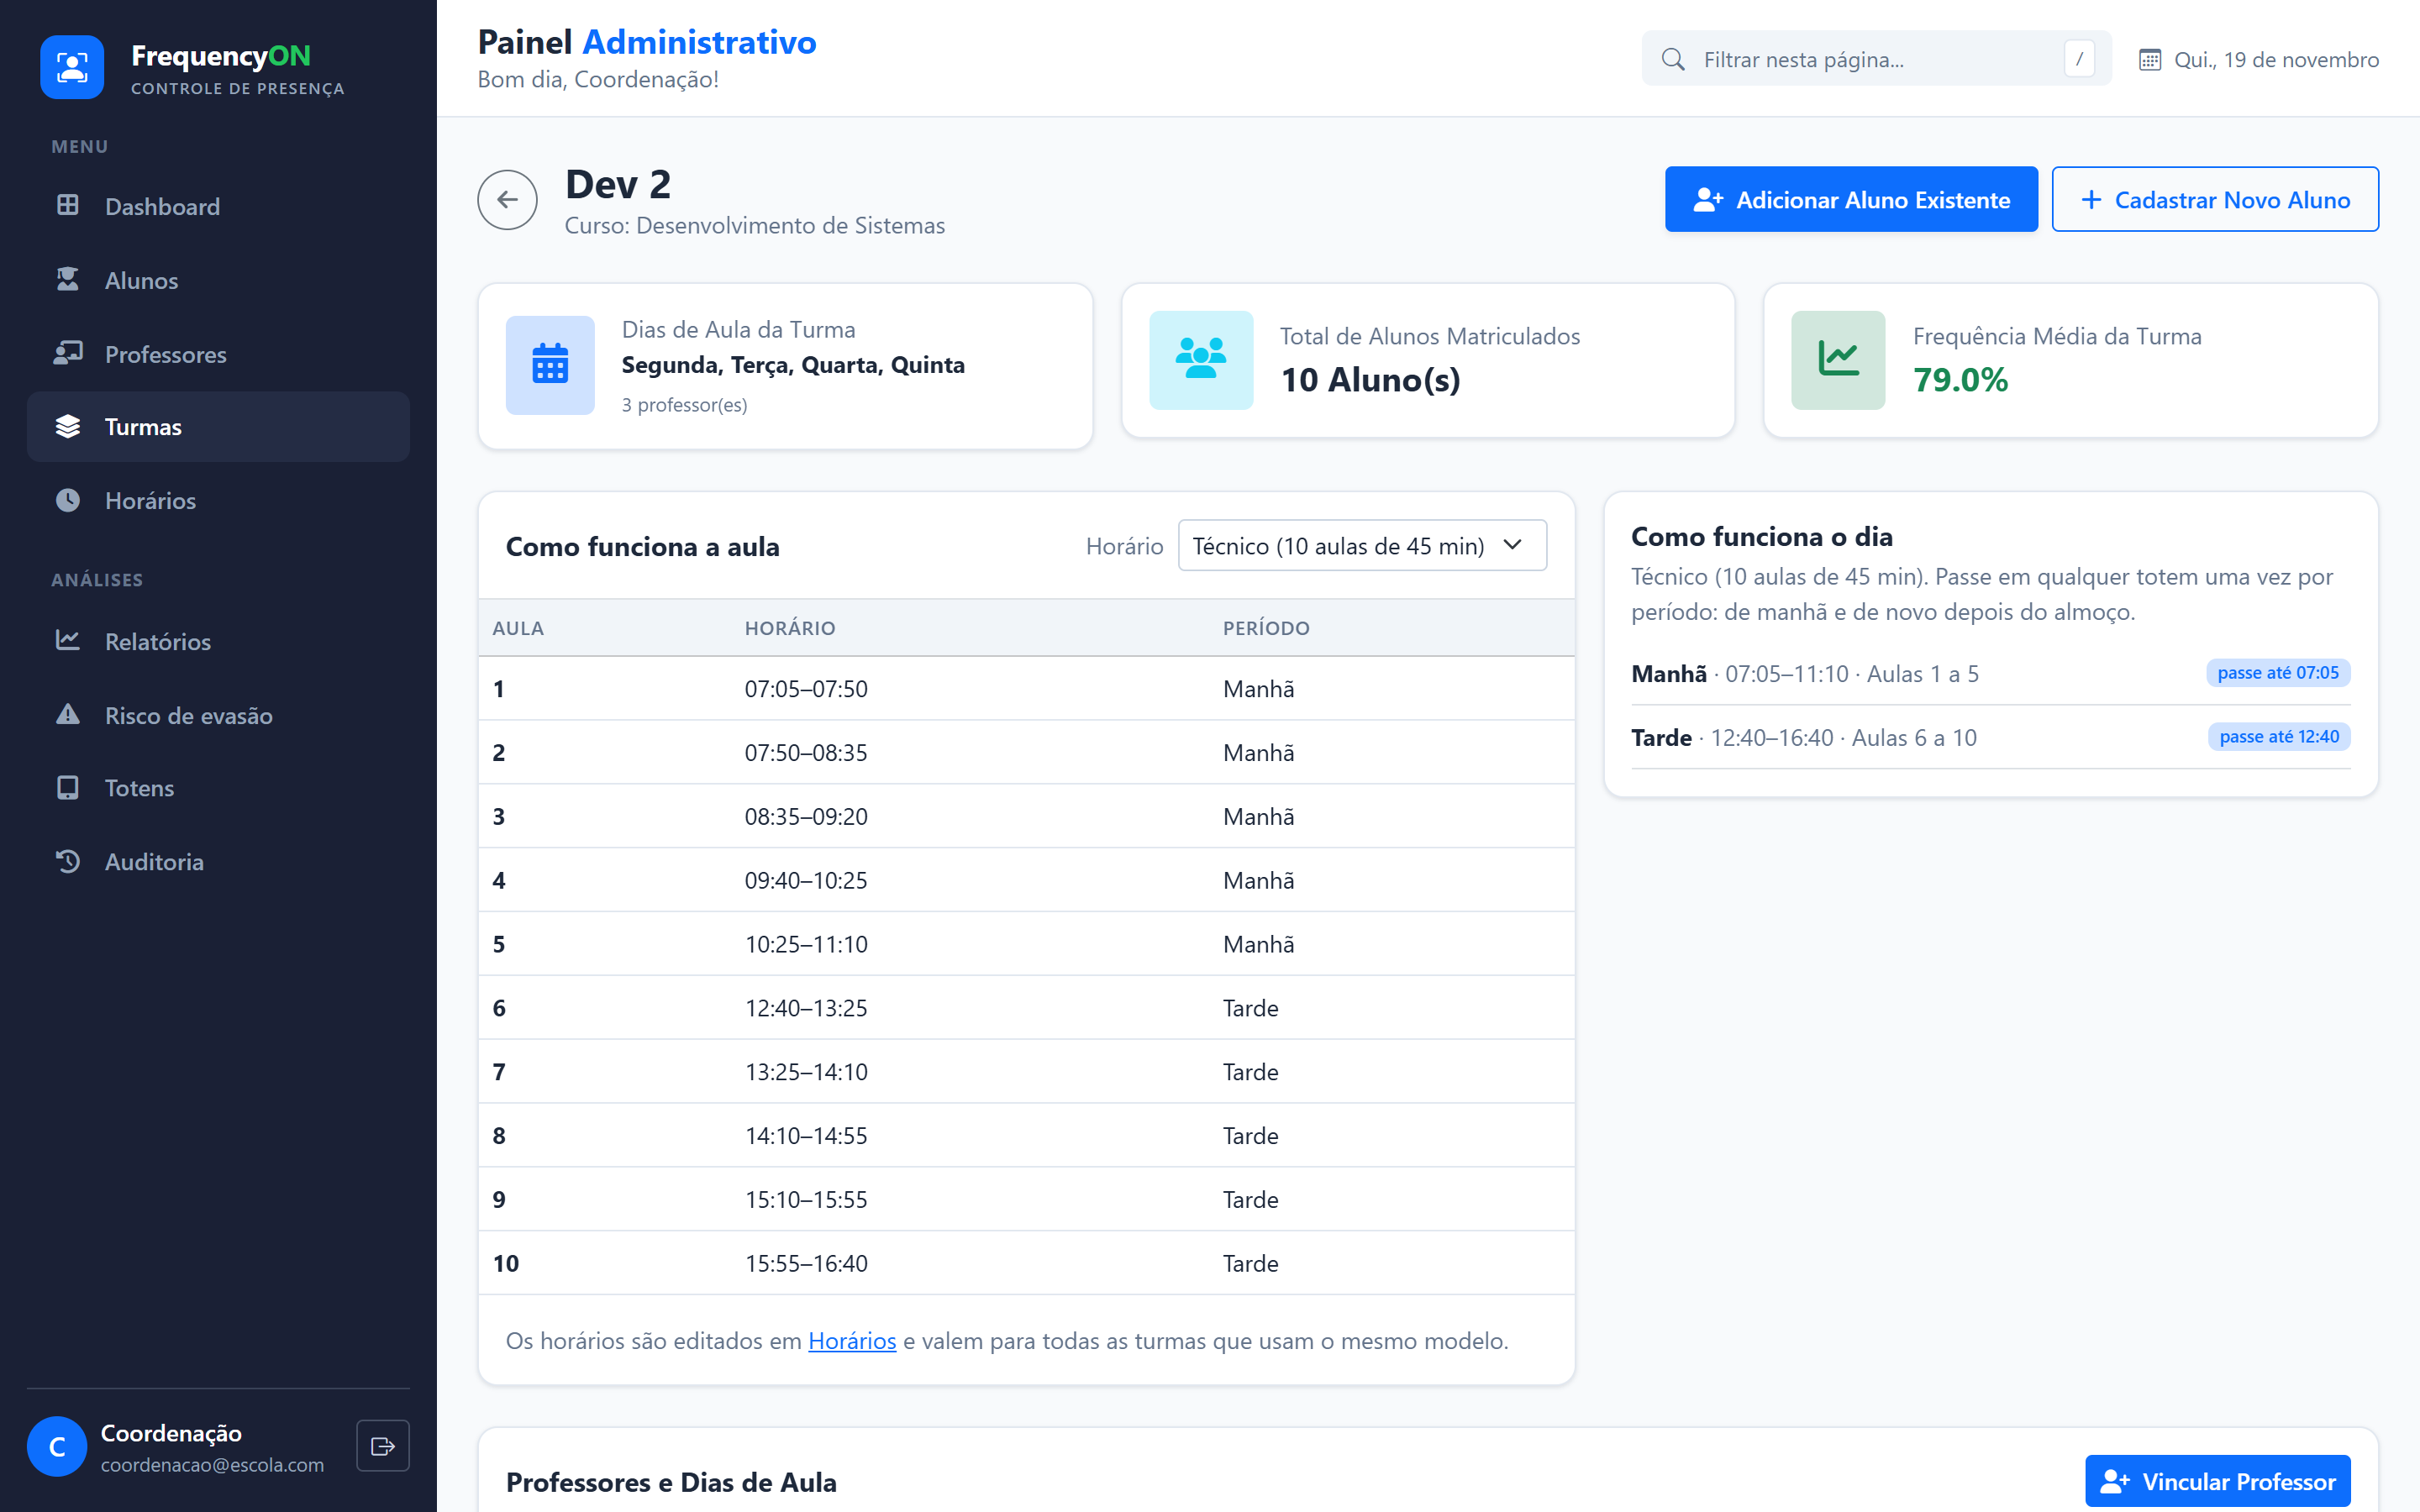 FrequencyON
CONTROLE DE PRESENÇA
MENU
Dashboard
Alunos
Professores
Turmas
Horários
ANÁLISES
Relatórios
Risco de evasão
Totens
Auditoria
C
Coordenação
coordenacao@escola.com
Painel Administrativo
Bom dia, Coordenação!
Filtrar nesta página...
/
Qui., 19 de novembro
Dev 2
Curso: Desenvolvimento de Sistemas
Adicionar Aluno Existente
Cadastrar Novo Aluno
Dias de Aula da Turma
Segunda, Terça, Quarta, Quinta
3 professor(es)
Total de Alunos Matriculados
10 Aluno(s)
Frequência Média da Turma
79.0%
Como funciona a aula
Horário
Técnico (10 aulas de 45 min)
AULA HORÁRIO PERÍODO
1 07:05–07:50 Manhã
2 07:50–08:35 Manhã
3 08:35–09:20 Manhã
4 09:40–10:25 Manhã
5 10:25–11:10 Manhã
6 12:40–13:25 Tarde
7 13:25–14:10 Tarde
8 14:10–14:55 Tarde
9 15:10–15:55 Tarde
10 15:55–16:40 Tarde
Os horários são editados em Horários e valem para todas as turmas que usam o mesmo modelo.
Como funciona o dia
Técnico (10 aulas de 45 min). Passe em qualquer totem uma vez por
período: de manhã e de novo depois do almoço.
Manhã · 07:05–11:10 · Aulas 1 a 5 passe até 07:05
Tarde · 12:40–16:40 · Aulas 6 a 10 passe até 12:40
Professores e Dias de Aula
Vincular Professor